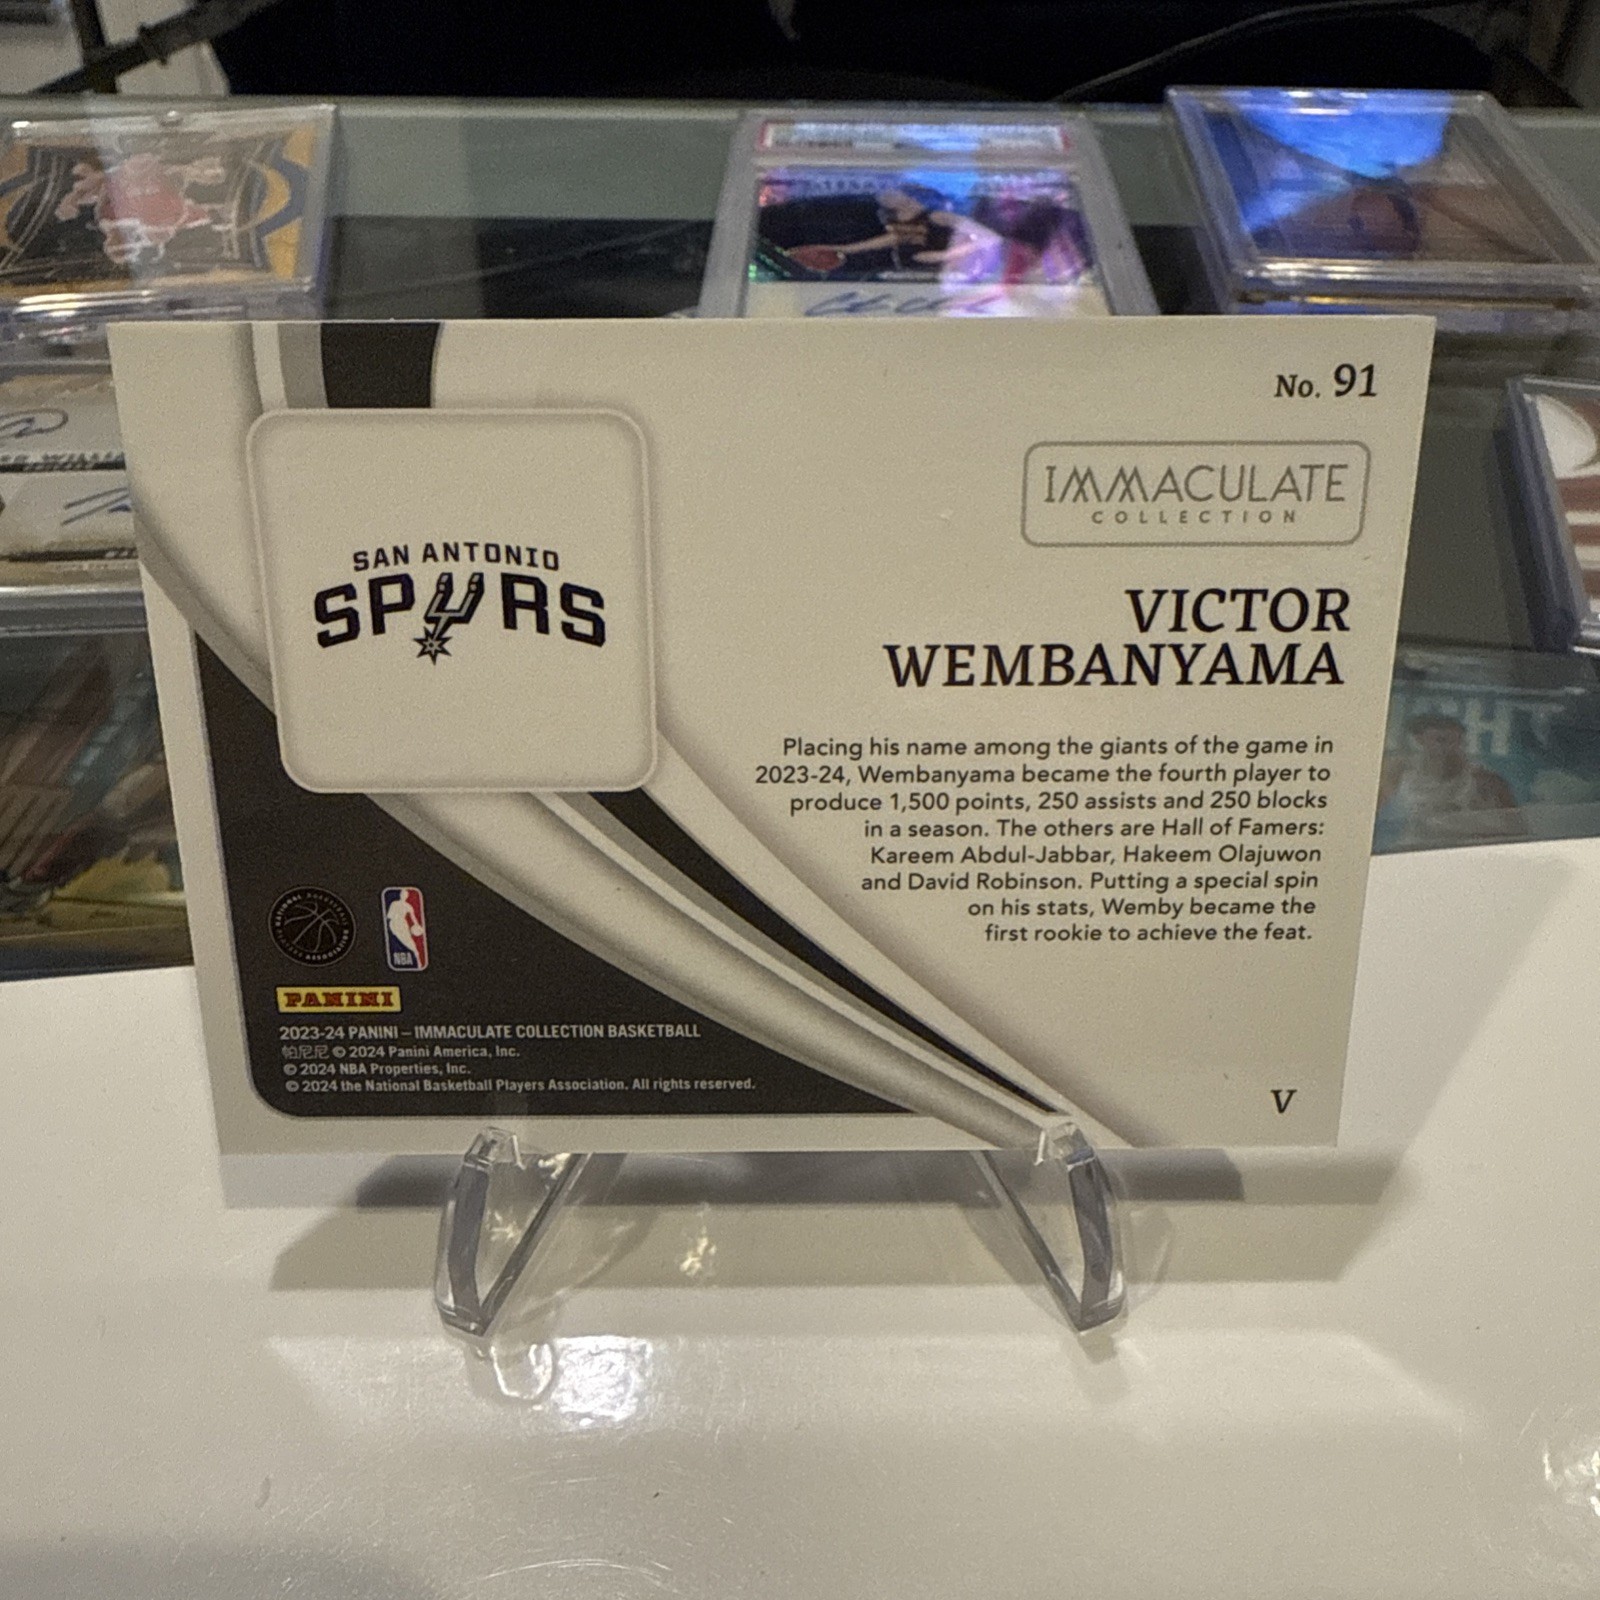 No. 91
IMMACULATE
COLLECTION
SAN ANTONIO
SPURS
VICTOR
WEMBANYAMA
Placing his name among the giants of the game in
2023-24, Wembanyama became the fourth player to
produce 1,500 points, 250 assists and 250 blocks
in a season. The others are Hall of Famers:
Kareem Abdul-Jabbar, Hakeem Olajuwon
and David Robinson. Putting a special spin
on his stats, Wemby became the
first rookie to achieve the feat.
NBA
PANINI
2023-24 PANINI – IMMACULATE COLLECTION BASKETBALL
帕尼尼 © 2024 Panini America, Inc.
© 2024 NBA Properties, Inc.
© 2024 the National Basketball Players Association. All rights reserved.
V